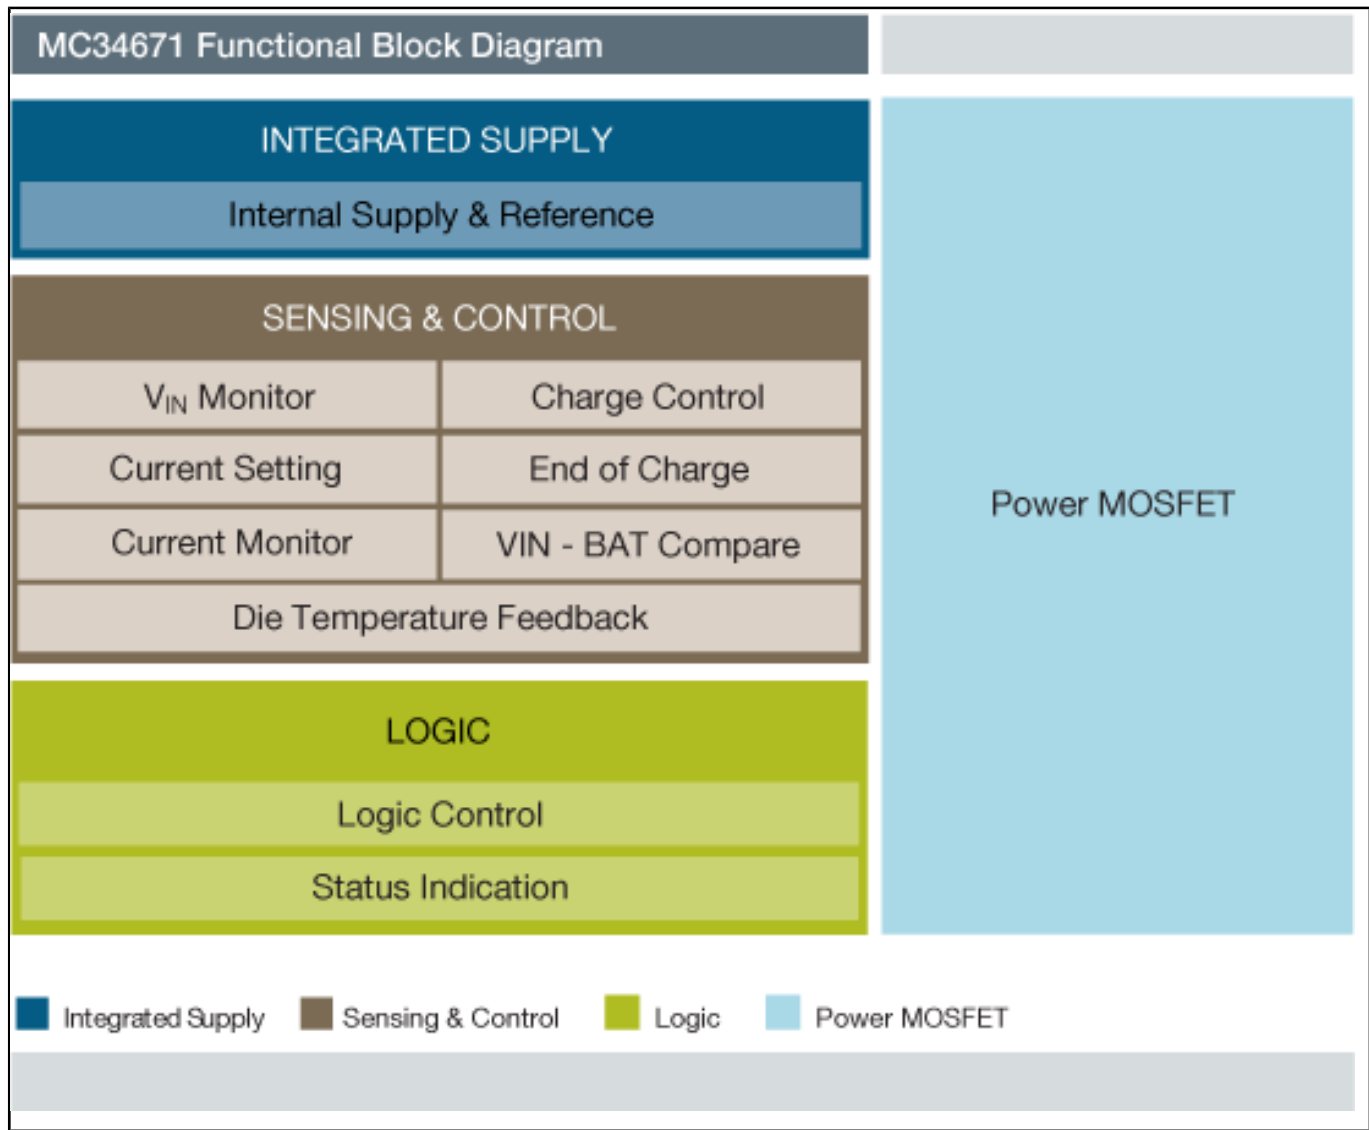 MC34671 Functional Block Diagram
INTEGRATED SUPPLY
Internal Supply & Reference
SENSING & CONTROL
VIN Monitor
Charge Control
Current Setting
End of Charge
Current Monitor
VIN - BAT Compare
Die Temperature Feedback
LOGIC
Logic Control
Status Indication
Power MOSFET
Integrated Supply
Sensing & Control
Logic
Power MOSFET